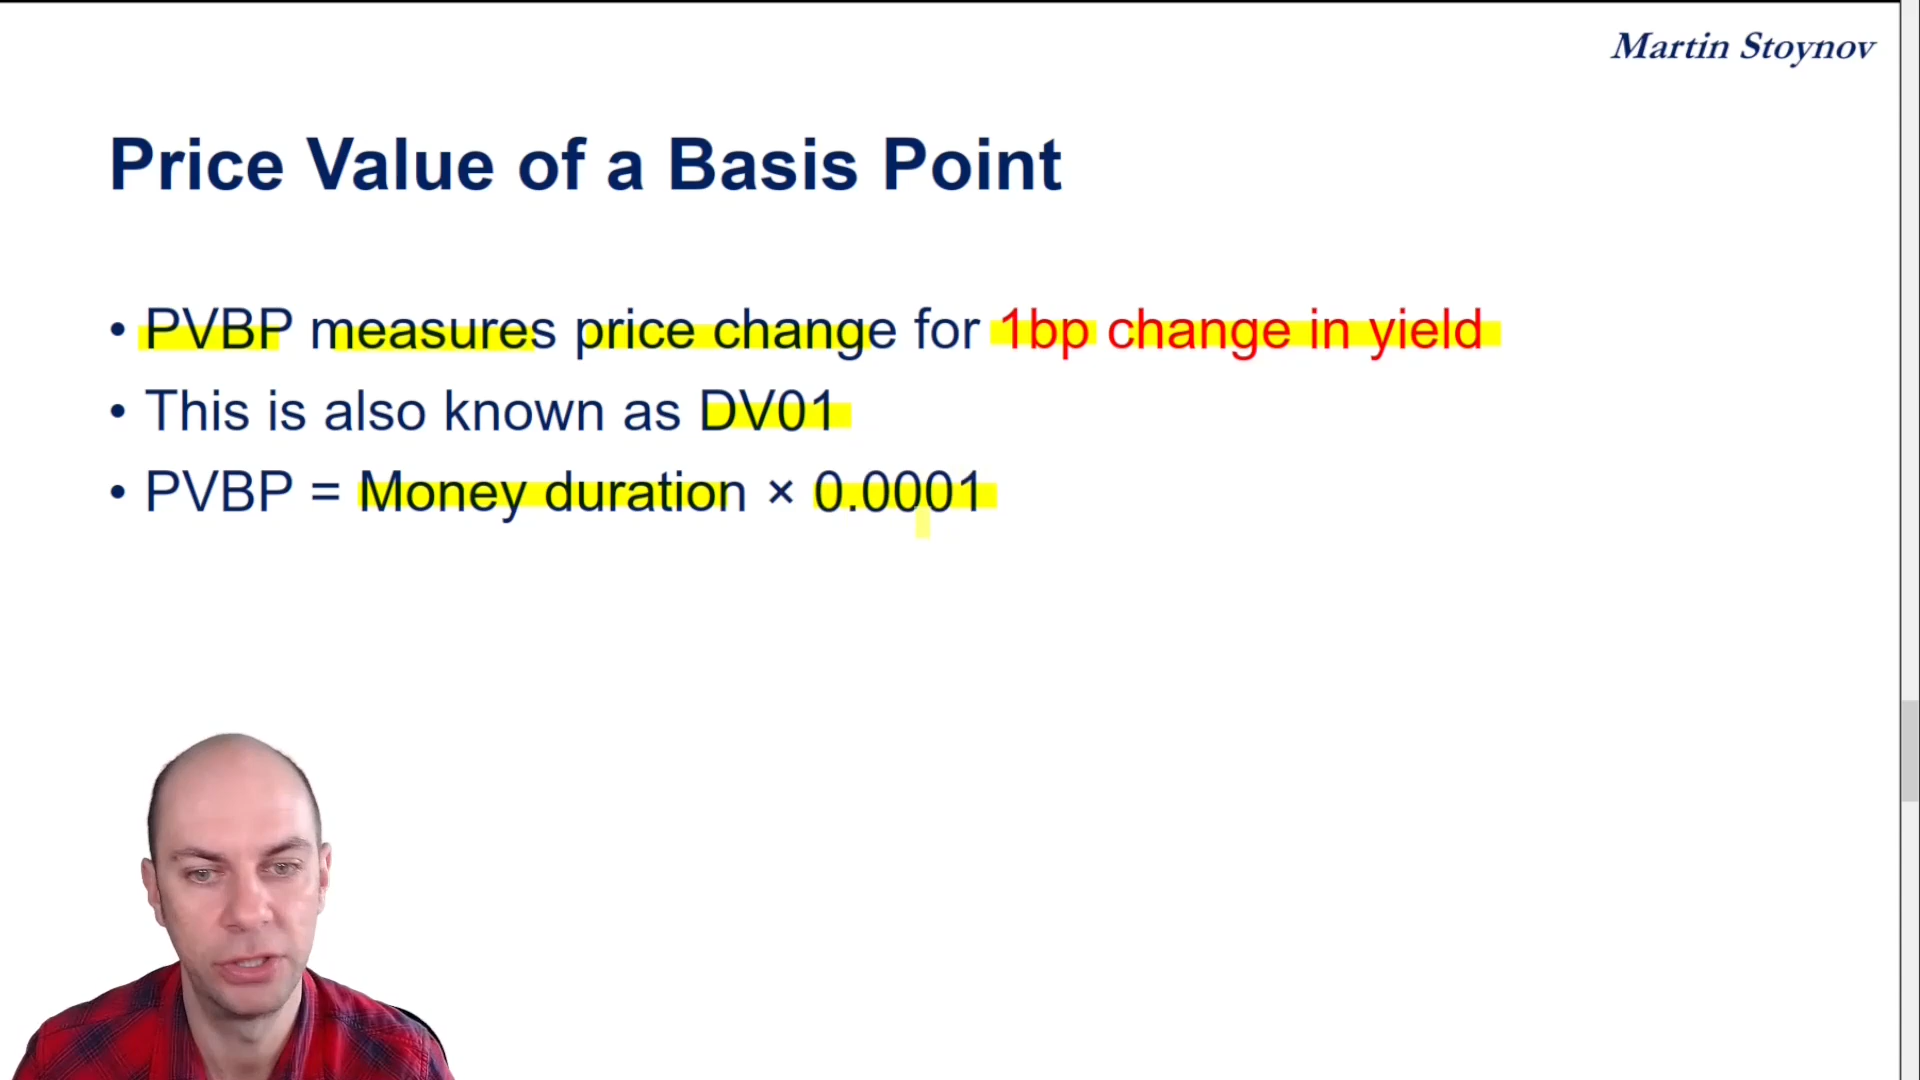 Martin Stoynov
Price Value of a Basis Point
• PVBP measures price change for 1bp change in yield
• This is also known as DV01
• PVBP = Money duration × 0.0001